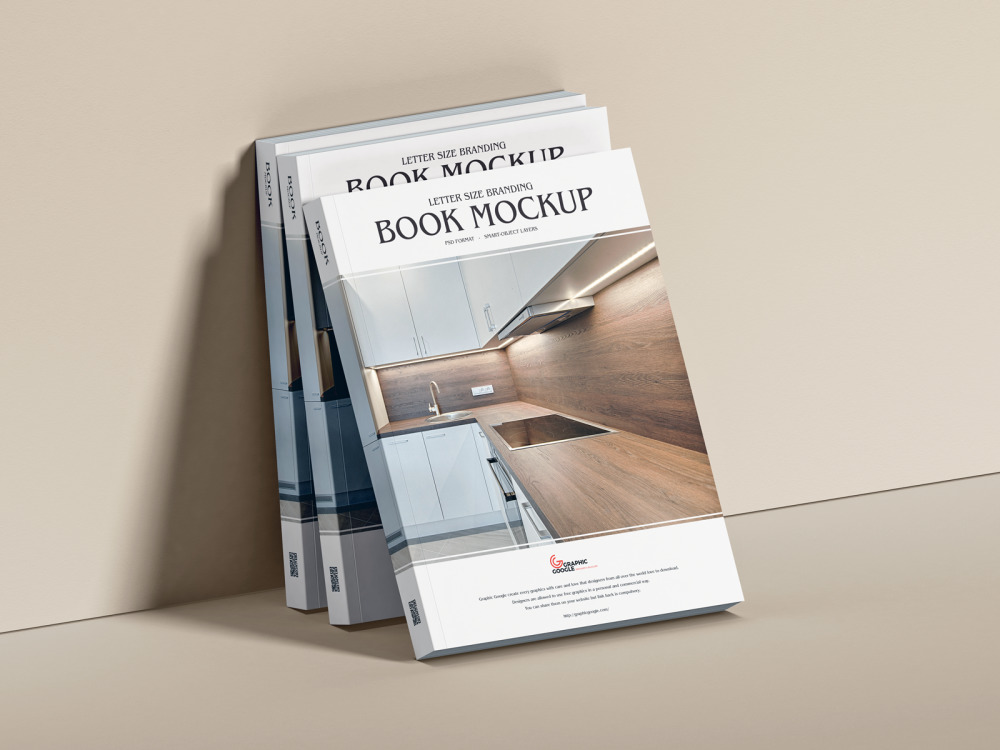 BOOK
BOOK
BOOK
LETTER SIZE BRANDING
BOOK MOCKUP
LETTER SIZE BRANDING
BOOK MOCKUP
PSD FORMAT - SMART-OBJECT LAYERS
GRAPHIC
GOOGLE
Graphic Google create every graphics with care and love that designers from all over the world love to download.
Designers are allowed to use free graphics in a personal and commercial way.
You can share them on your website but link back is compulsory.
http://graphicgoogle.com/